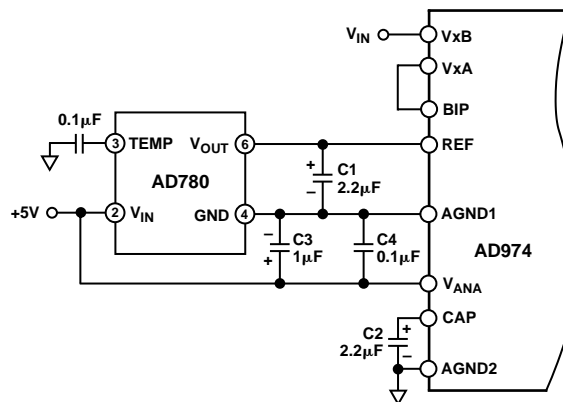 V_IN
VxB
VxA
BIP
0.1μF
3
TEMP
V_OUT
6
REF
AD780
+
C1
2.2μF
–
+5V
2
V_IN
GND
4
AGND1
–
C3
1μF
+
C4
0.1μF
AD974
V_ANA
CAP
C2
2.2μF
+
–
AGND2